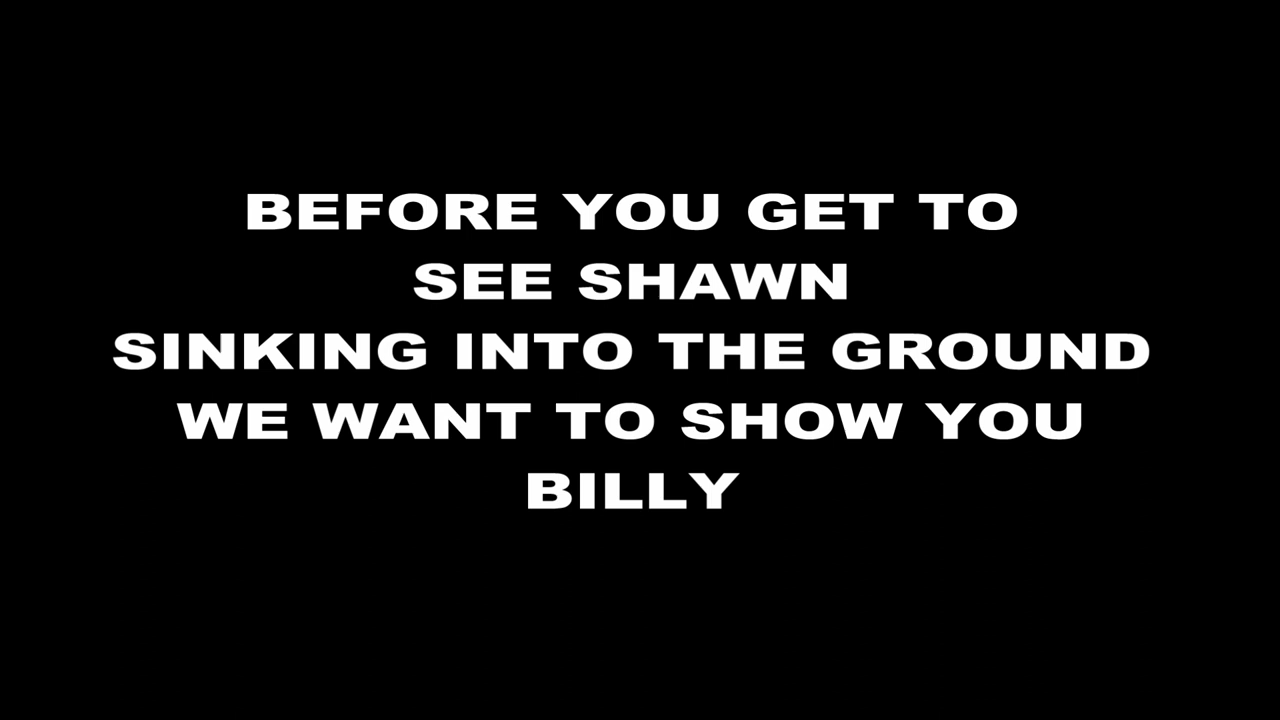 BEFORE YOU GET TO
SEE SHAWN
SINKING INTO THE GROUND
WE WANT TO SHOW YOU
BILLY